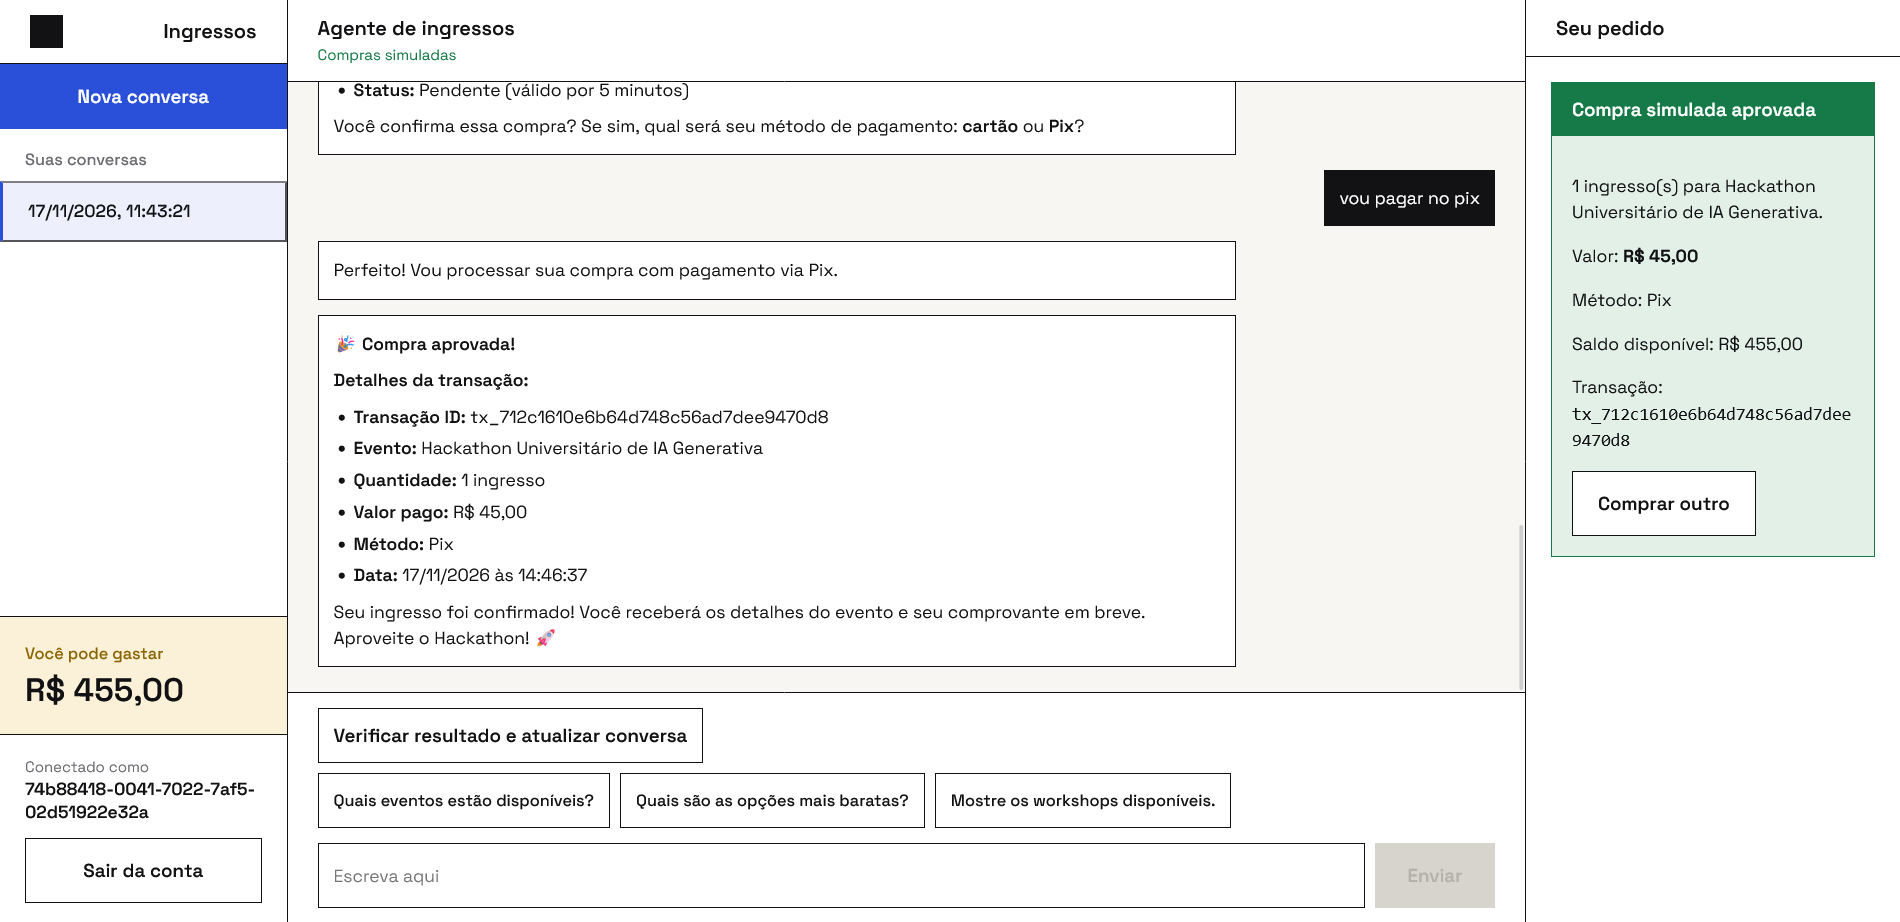 Ingressos
Nova conversa
Suas conversas
17/11/2026, 11:43:21
Você pode gastar
R$ 455,00
Conectado como
74b88418-0041-7022-7af5-
02d51922e32a
Sair da conta
Agente de ingressos
Compras simuladas
• Status: Pendente (válido por 5 minutos)
Você confirma essa compra? Se sim, qual será seu método de pagamento: cartão ou Pix?
vou pagar no pix
Perfeito! Vou processar sua compra com pagamento via Pix.
🎉 Compra aprovada!
Detalhes da transação:
• Transação ID: tx_712c1610e6b64d748c56ad7dee9470d8
• Evento: Hackathon Universitário de IA Generativa
• Quantidade: 1 ingresso
• Valor pago: R$ 45,00
• Método: Pix
• Data: 17/11/2026 às 14:46:37
Seu ingresso foi confirmado! Você receberá os detalhes do evento e seu comprovante em breve.
Aproveite o Hackathon! 🚀
Verificar resultado e atualizar conversa
Quais eventos estão disponíveis?
Quais são as opções mais baratas?
Mostre os workshops disponíveis.
Escreva aqui
Enviar
Seu pedido
Compra simulada aprovada
1 ingresso(s) para Hackathon
Universitário de IA Generativa.
Valor: R$ 45,00
Método: Pix
Saldo disponível: R$ 455,00
Transação:
tx_712c1610e6b64d748c56ad7dee
9470d8
Comprar outro